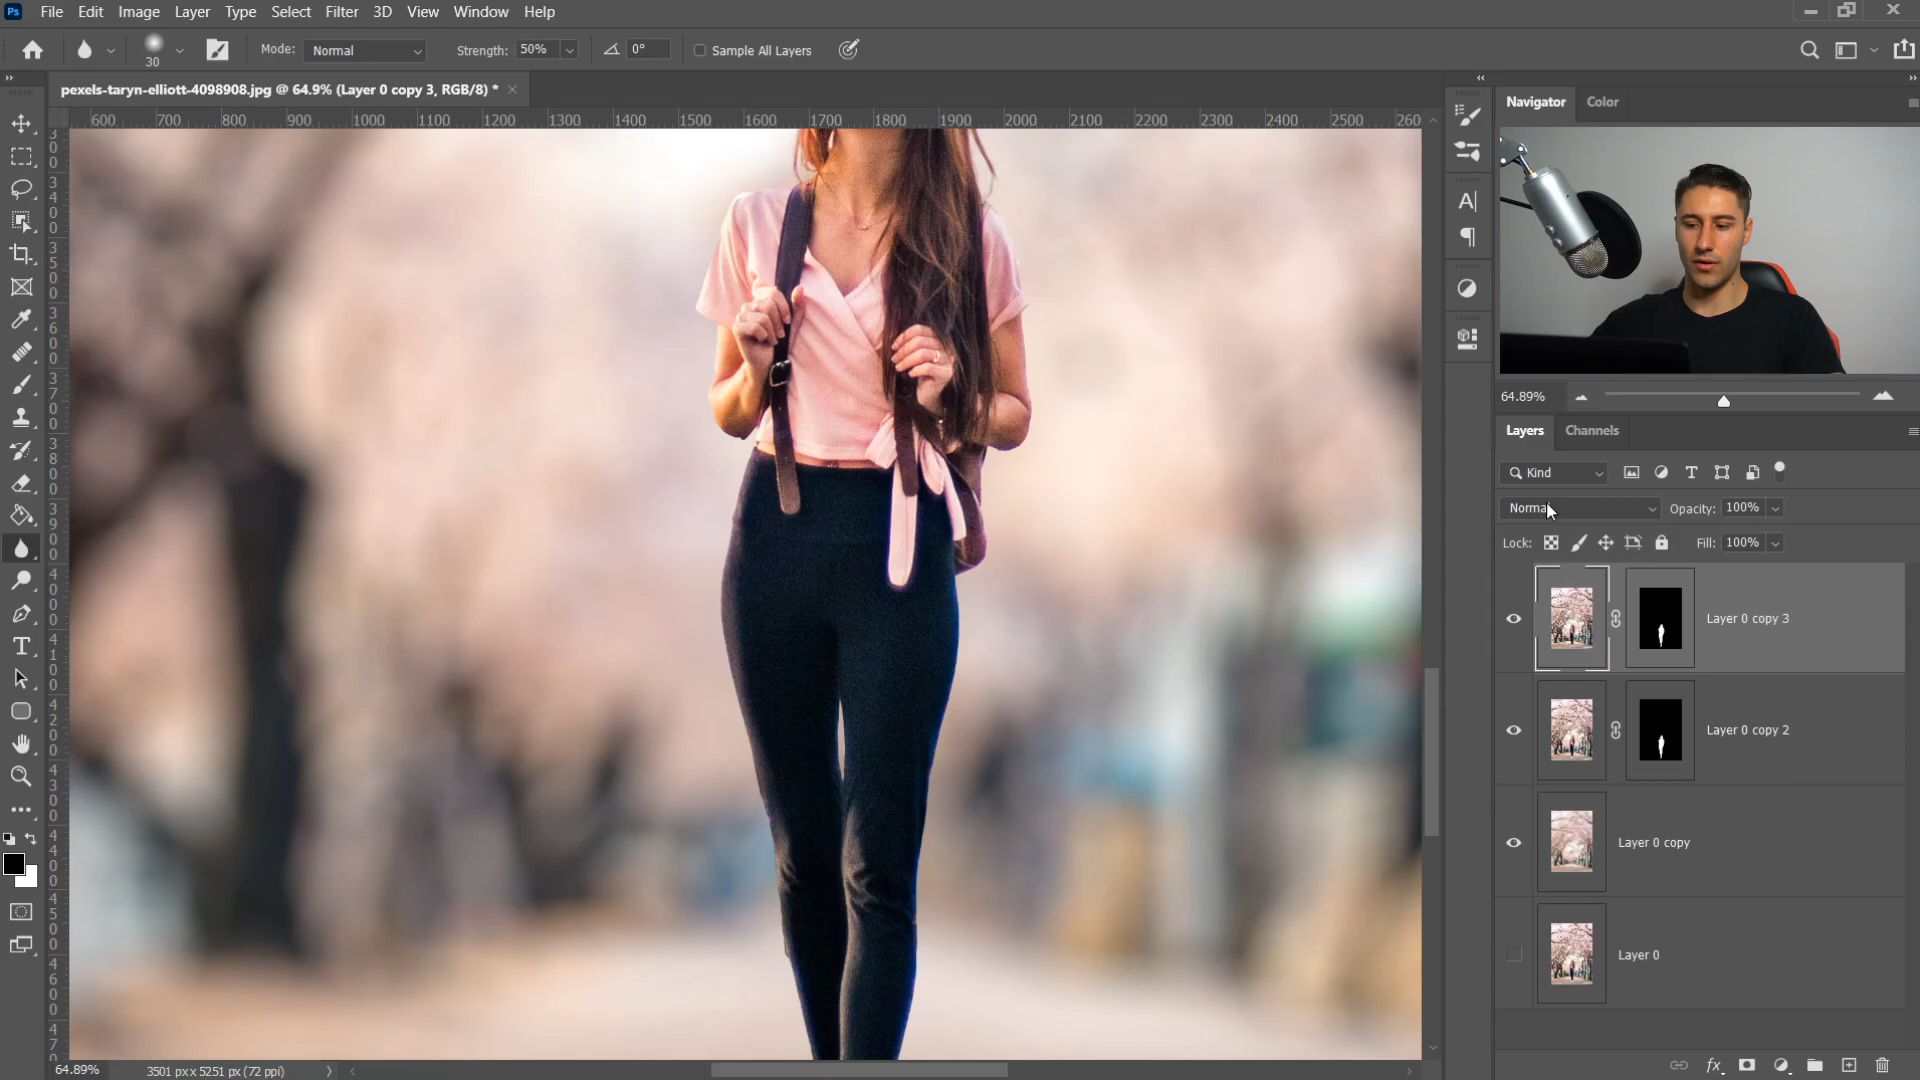 Ps File Edit Image Layer Type Select Filter 3D View Window Help
30 Mode: Normal Strength: 50% 0° Sample All Layers
pexels-taryn-elliott-4098908.jpg @ 64.9% (Layer 0 copy 3, RGB/8) *
600 700 800 900 1000 1100 1200 1300 1400 1500 1600 1700 1800 1900 2000 2100 2200 2300 2400 2500 260
Navigator Color
64.89%
Layers Channels
Kind
Normal Opacity: 100%
Lock: Fill: 100%
Layer 0 copy 3
Layer 0 copy 2
Layer 0 copy
Layer 0
64.89% 3501 px x 5251 px (72 ppi)